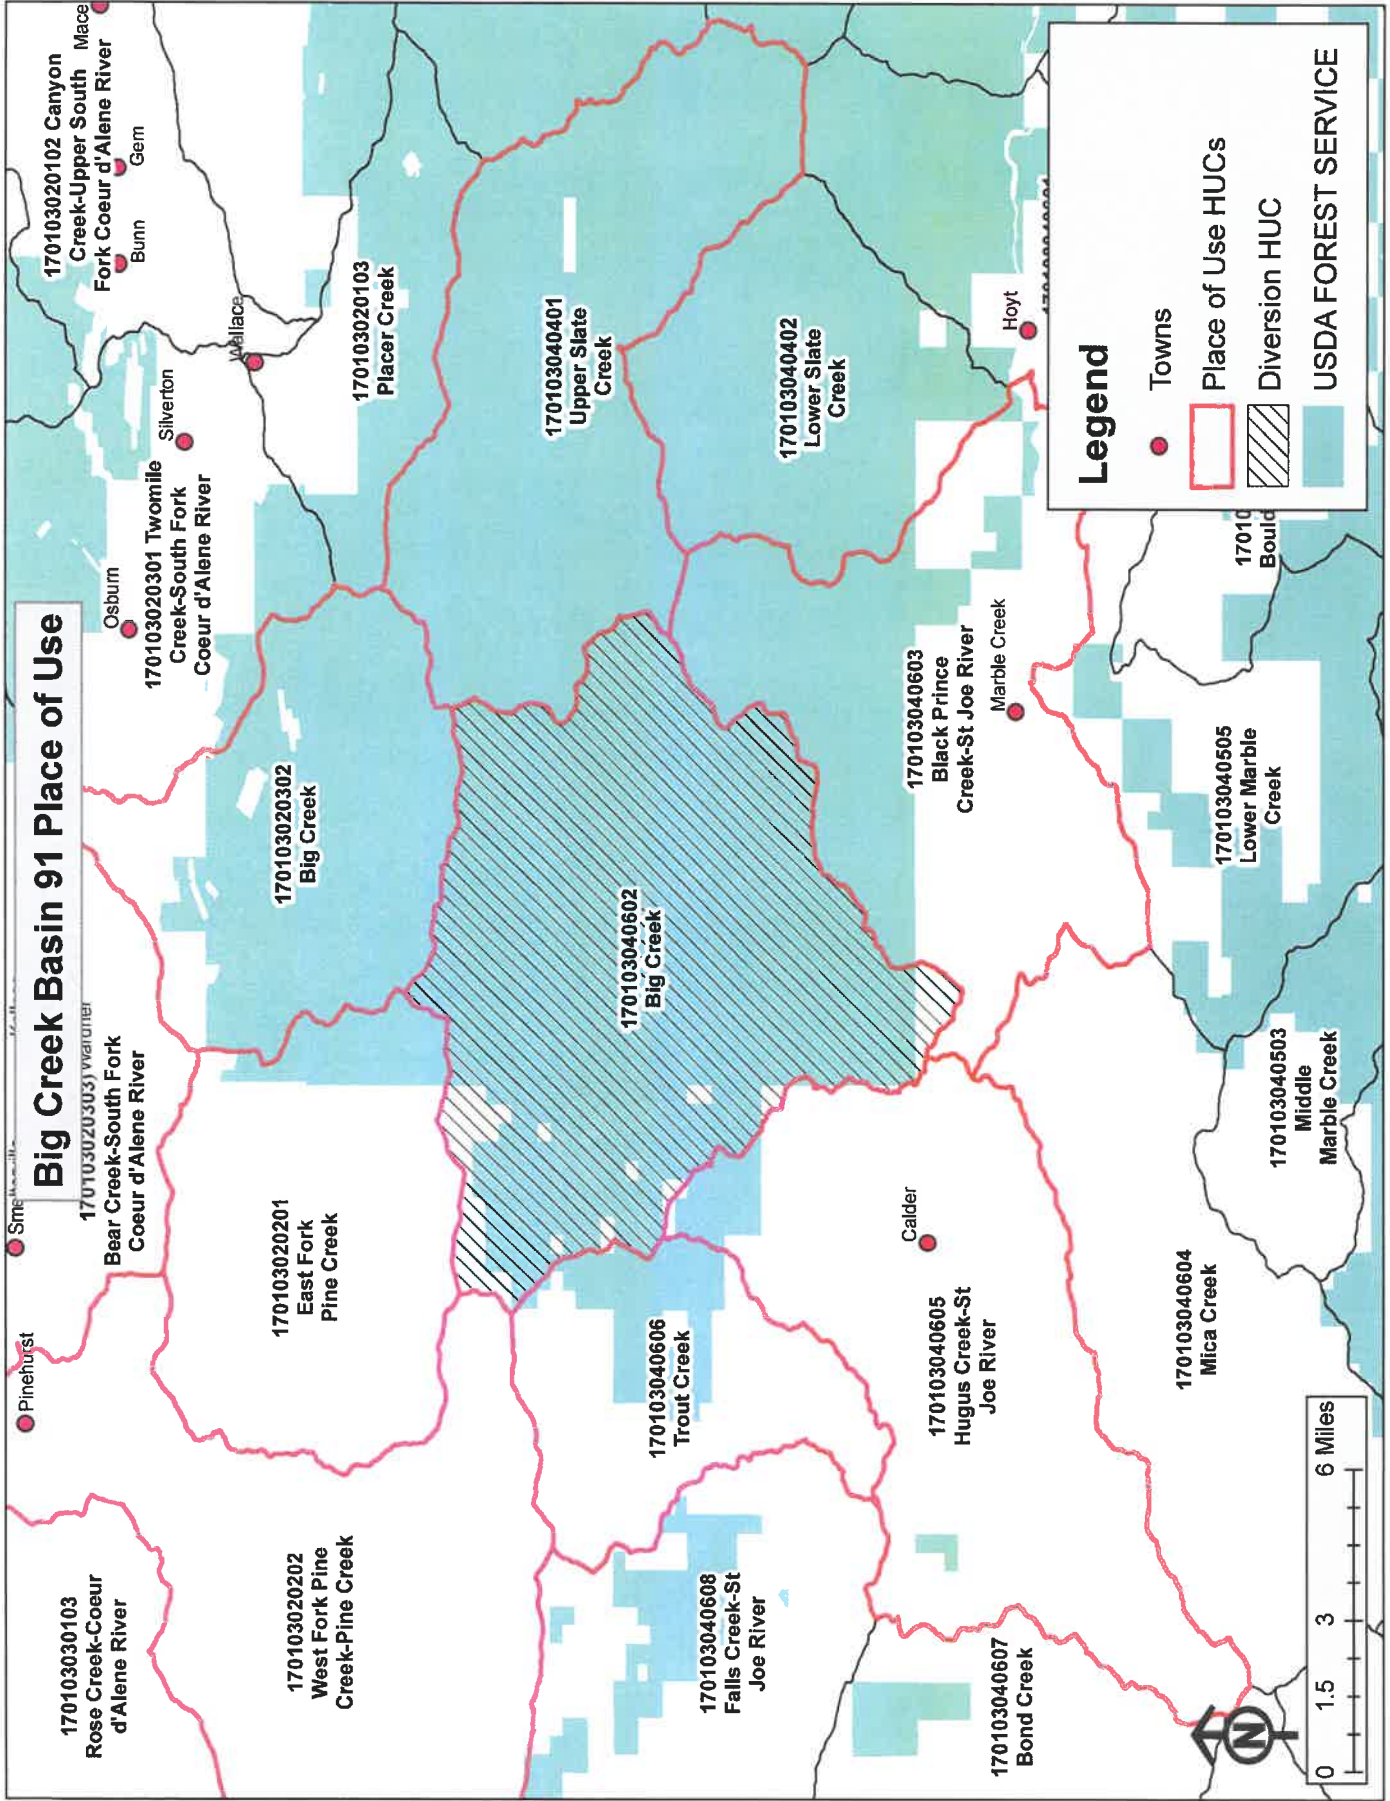 Big Creek Basin 91 Place of Use
Pinehurst
Bunn
Gem
Mace
170103020102 Canyon
Creek-Upper South
Fork Coeur d'Alene River
170103030103
Rose Creek-Coeur
d'Alene River
Bear Creek-South Fork
Coeur d'Alene River
Osburn
170103020301 Twomile
Creek-South Fork
Coeur d'Alene River
Silverton
Wallace
170103020202
West Fork Pine
Creek-Pine Creek
170103020201
East Fork
Pine Creek
170103020302
Big Creek
170103020103
Placer Creek
170103040401
Upper Slate
Creek
170103040602
Big Creek
170103040606
Trout Creek
170103040608
Falls Creek-St
Joe River
170103040402
Lower Slate
Creek
Calder
170103040605
Hugus Creek-St
Joe River
170103040603
Black Prince
Creek-St Joe River
Marble Creek
Hoyt
170103040607
Bond Creek
170103040604
Mica Creek
170103040505
Lower Marble
Creek
17010
Bould
170103040503
Middle
Marble Creek
N
0 1.5 3 6 Miles
Legend
Towns
Place of Use HUCs
Diversion HUC
USDA FOREST SERVICE